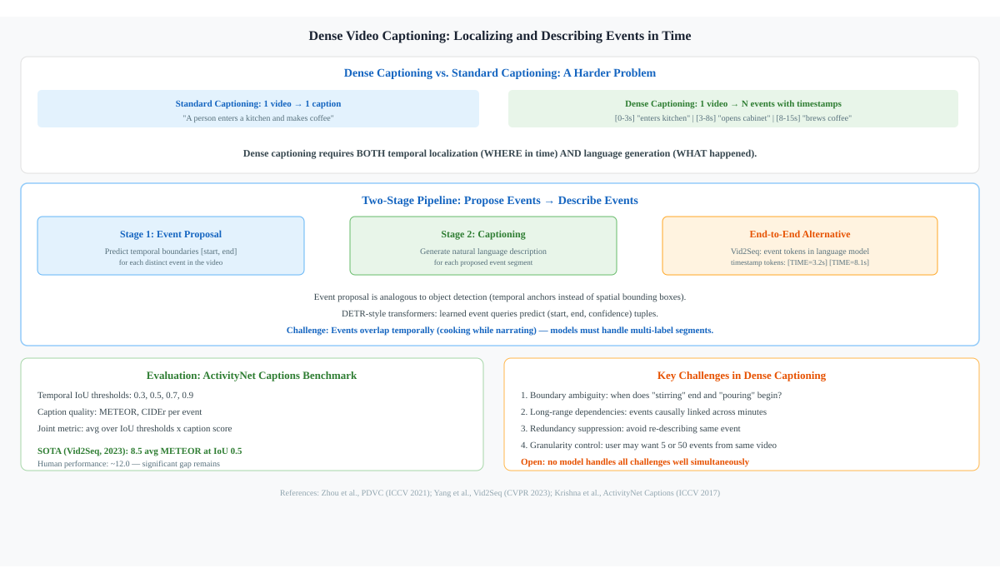 Dense Video Captioning: Localizing and Describing Events in Time
Dense Captioning vs. Standard Captioning: A Harder Problem
Standard Captioning: 1 video → 1 caption
"A person enters a kitchen and makes coffee"
Dense Captioning: 1 video → N events with timestamps
[0-3s] "enters kitchen" | [3-8s] "opens cabinet" | [8-15s] "brews coffee"
Dense captioning requires BOTH temporal localization (WHERE in time) AND language generation (WHAT happened).
Two-Stage Pipeline: Propose Events → Describe Events
Stage 1: Event Proposal
Predict temporal boundaries [start, end]
for each distinct event in the video
Stage 2: Captioning
Generate natural language description
for each proposed event segment
End-to-End Alternative
Vid2Seq: event tokens in language model
timestamp tokens: [TIME=3.2s] [TIME=8.1s]
Event proposal is analogous to object detection (temporal anchors instead of spatial bounding boxes).
DETR-style transformers: learned event queries predict (start, end, confidence) tuples.
Challenge: Events overlap temporally (cooking while narrating) — models must handle multi-label segments.
Evaluation: ActivityNet Captions Benchmark
Temporal IoU thresholds: 0.3, 0.5, 0.7, 0.9
Caption quality: METEOR, CIDEr per event
Joint metric: avg over IoU thresholds x caption score
SOTA (Vid2Seq, 2023): 8.5 avg METEOR at IoU 0.5
Human performance: ~12.0 — significant gap remains
Key Challenges in Dense Captioning
1. Boundary ambiguity: when does "stirring" end and "pouring" begin?
2. Long-range dependencies: events causally linked across minutes
3. Redundancy suppression: avoid re-describing same event
4. Granularity control: user may want 5 or 50 events from same video
Open: no model handles all challenges well simultaneously
References: Zhou et al., PDVC (ICCV 2021); Yang et al., Vid2Seq (CVPR 2023); Krishna et al., ActivityNet Captions (ICCV 2017)